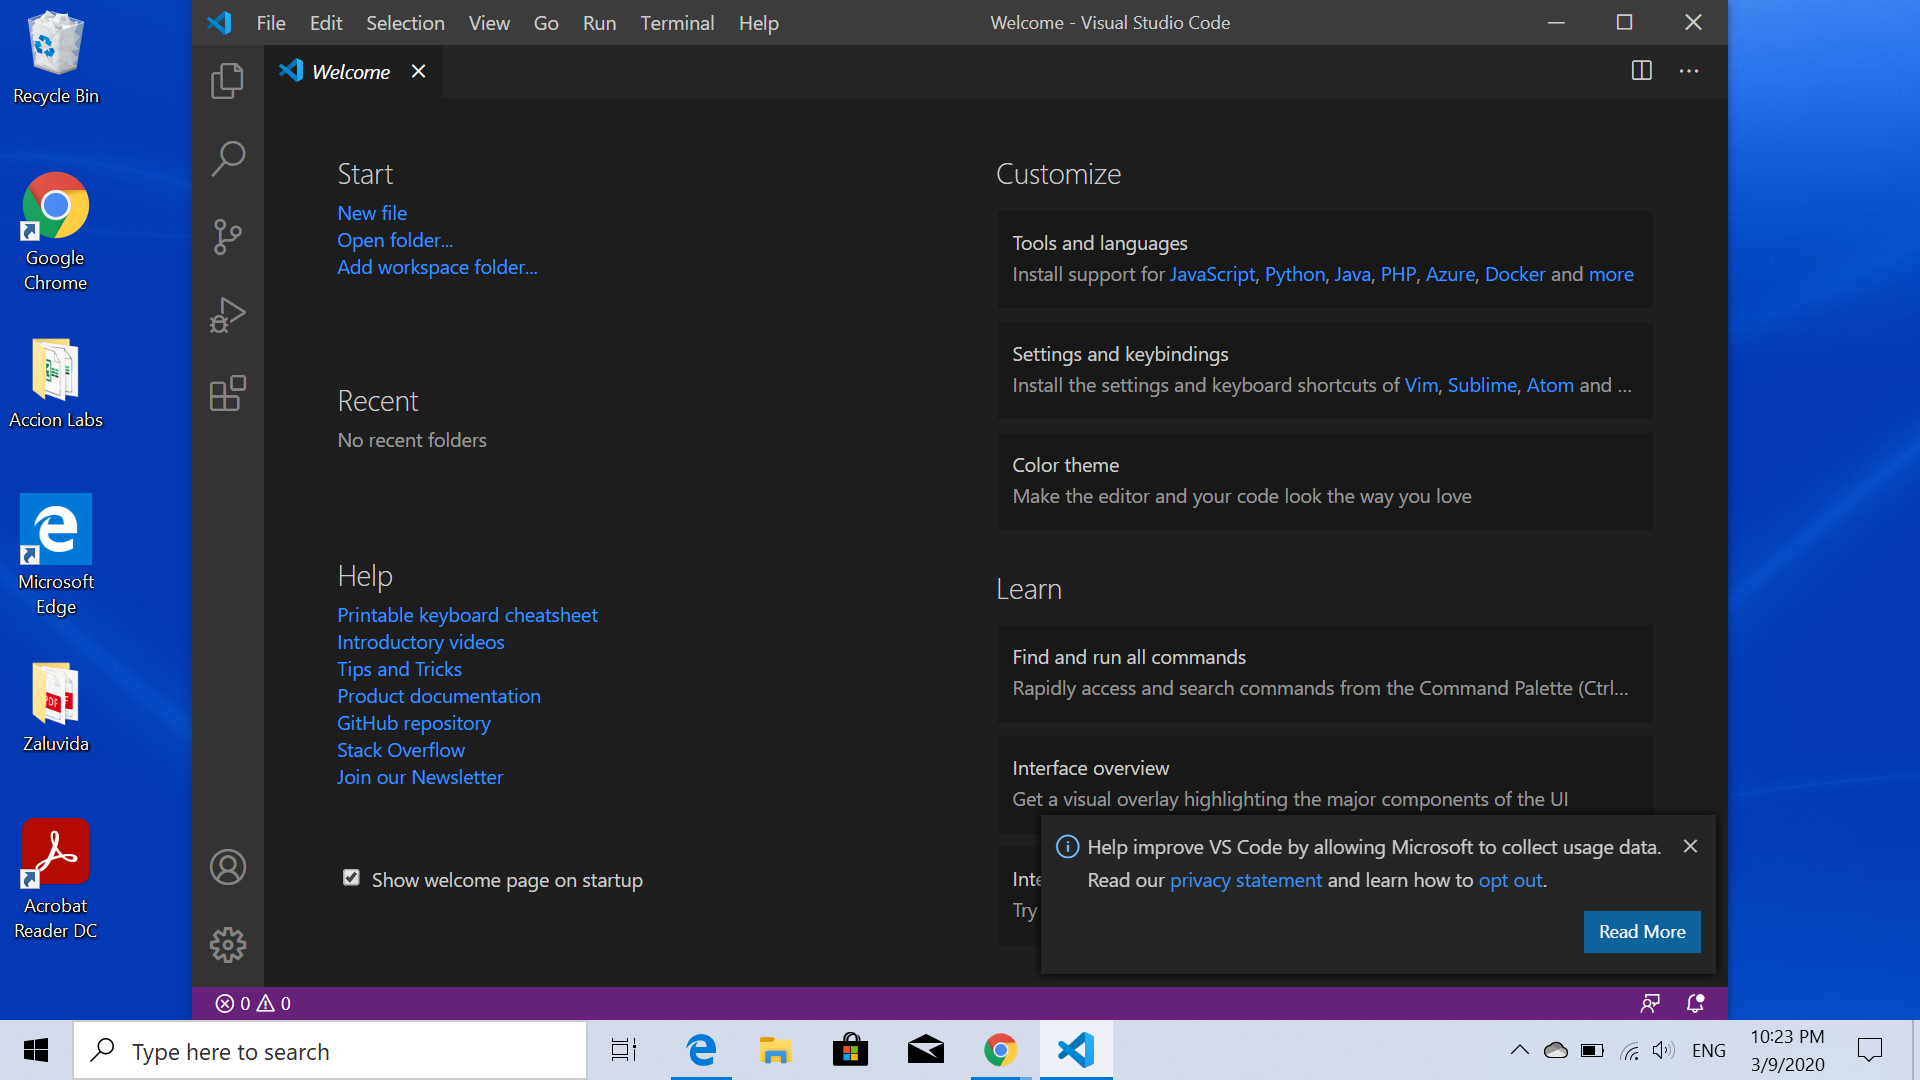 Recycle Bin
Google
Chrome
Accion Labs
Microsoft
Edge
PDF
Zaluvida
Acrobat
Reader DC
File Edit Selection View Go Run Terminal Help
Welcome - Visual Studio Code
Welcome
Start
New file
Open folder...
Add workspace folder...
Recent
No recent folders
Help
Printable keyboard cheatsheet
Introductory videos
Tips and Tricks
Product documentation
GitHub repository
Stack Overflow
Join our Newsletter
Show welcome page on startup
Customize
Tools and languages
Install support for JavaScript, Python, Java, PHP, Azure, Docker and more
Settings and keybindings
Install the settings and keyboard shortcuts of Vim, Sublime, Atom and ...
Color theme
Make the editor and your code look the way you love
Learn
Find and run all commands
Rapidly access and search commands from the Command Palette (Ctrl...
Interface overview
Get a visual overlay highlighting the major components of the UI
Inte
Try
Help improve VS Code by allowing Microsoft to collect usage data.
Read our privacy statement and learn how to opt out.
Read More
0 0
Type here to search
ENG
10:23 PM
3/9/2020